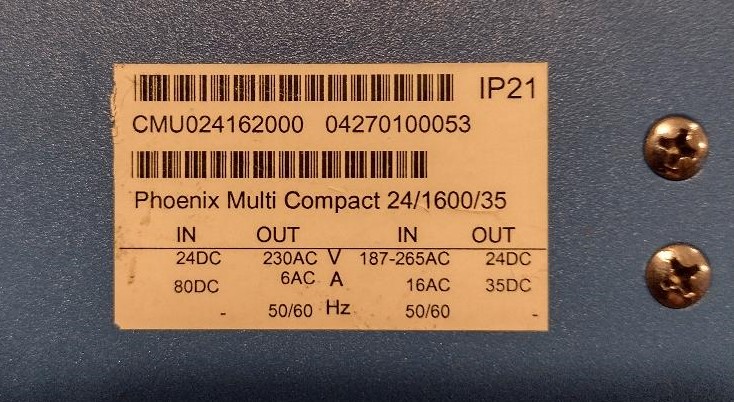 IP21
CMU024162000 04270100053
Phoenix Multi Compact 24/1600/35
IN OUT IN OUT
24DC 230AC V 187-265AC 24DC
80DC 6AC A 16AC 35DC
- 50/60 Hz 50/60 -